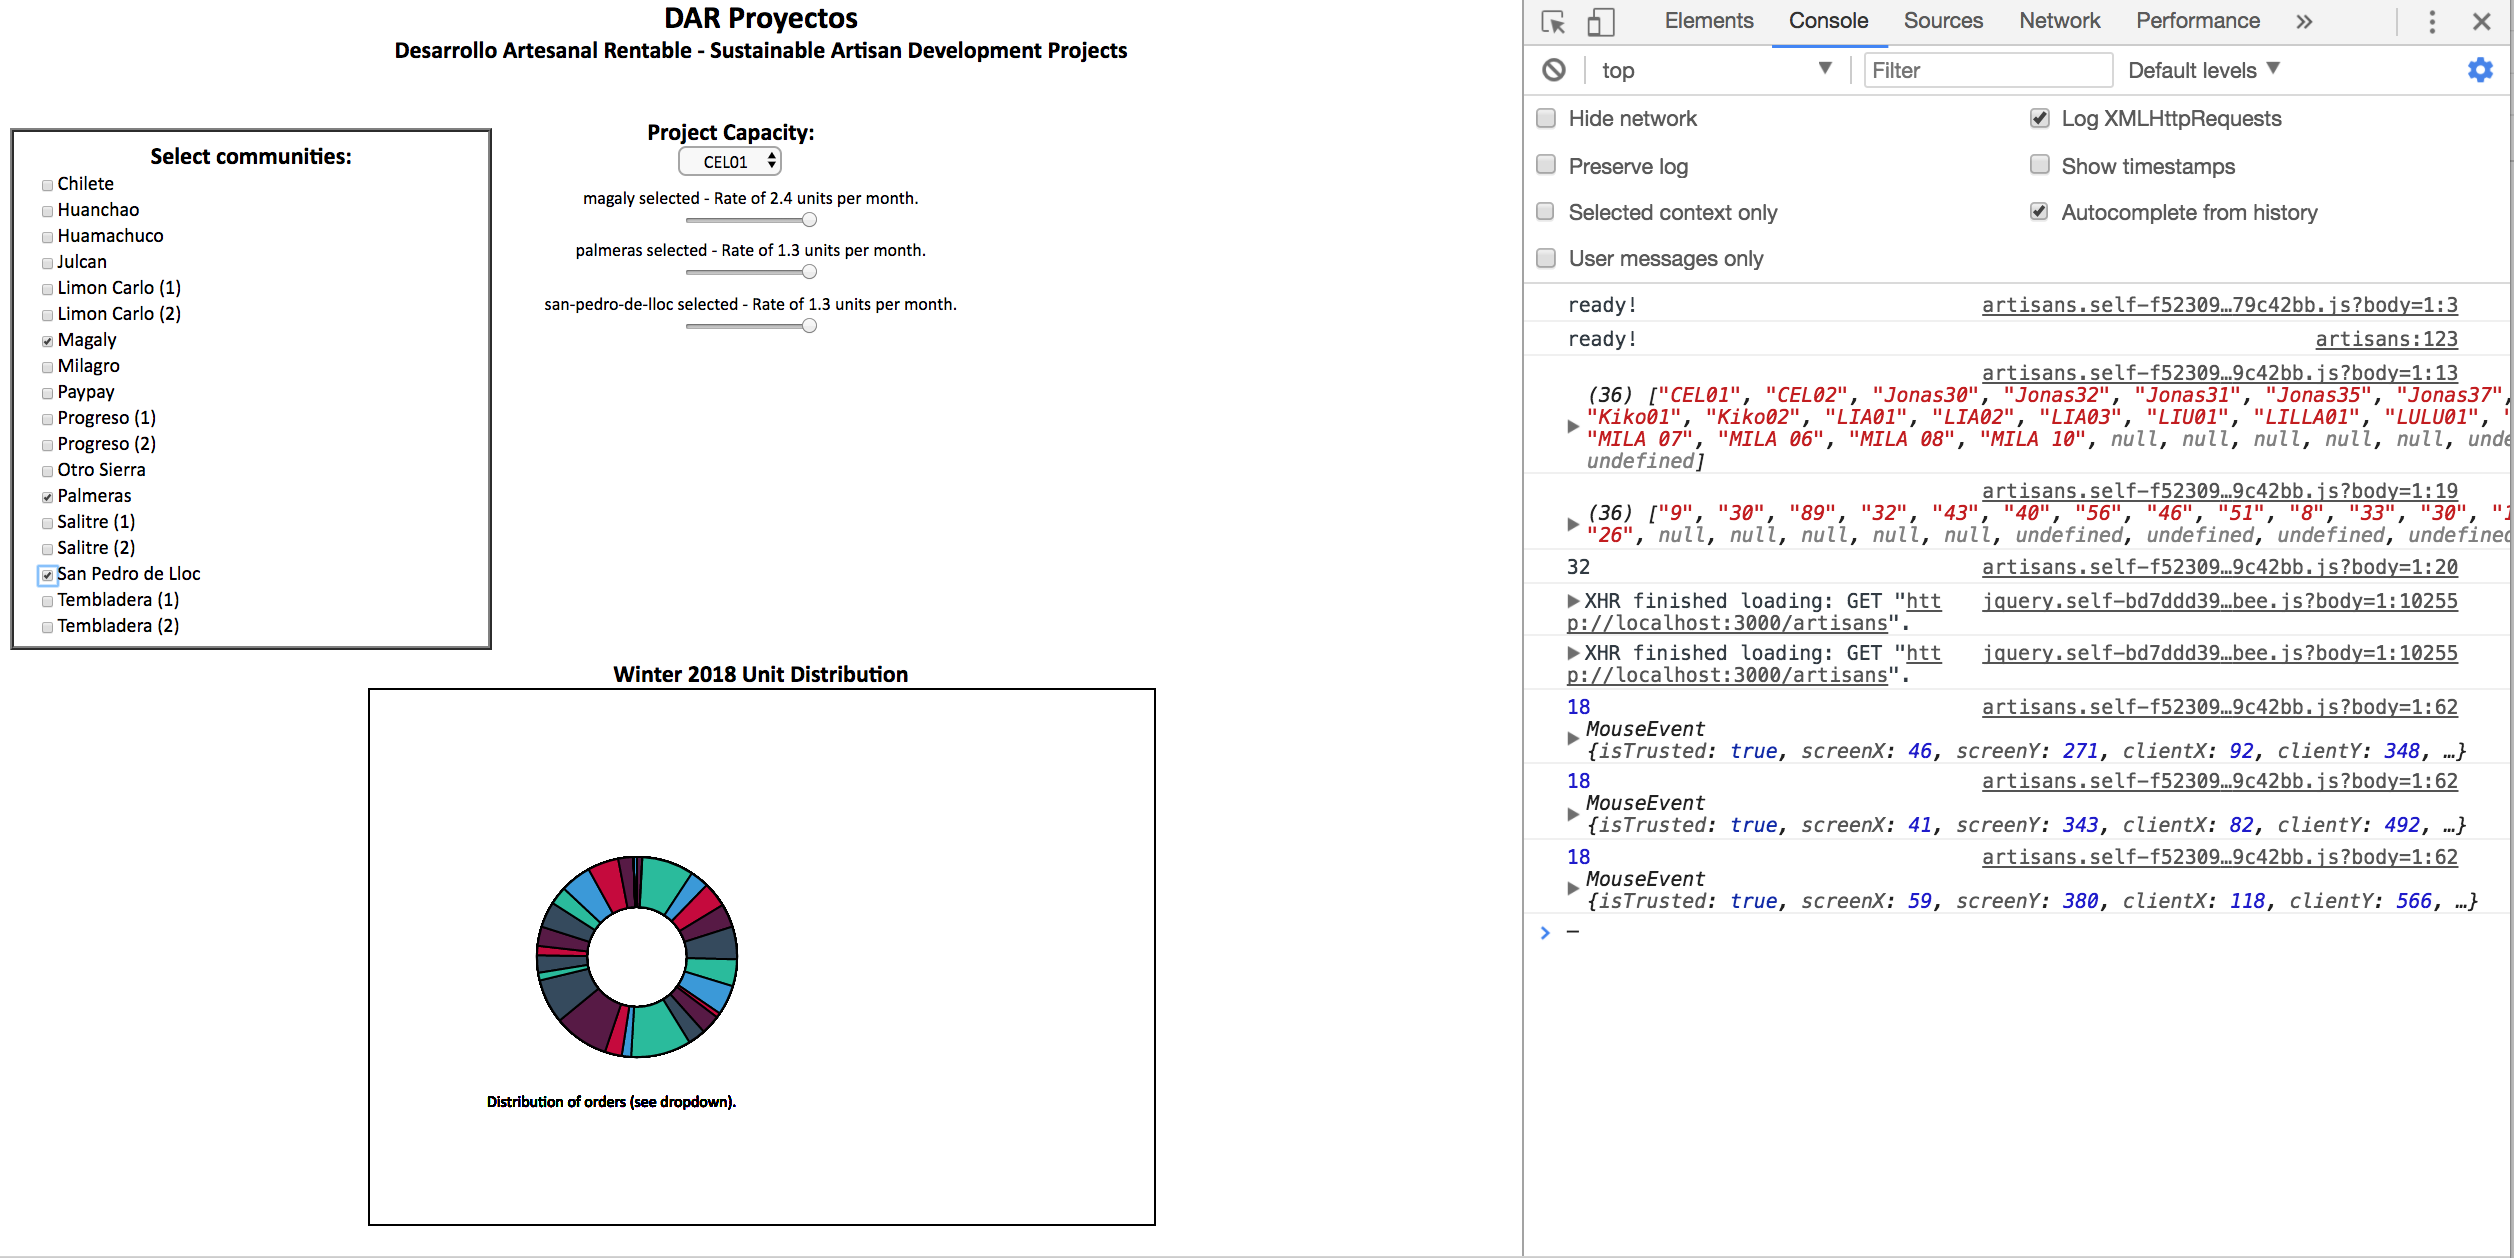 DAR Proyectos
Desarrollo Artesanal Rentable - Sustainable Artisan Development Projects
Select communities:
Chilete
Huanchao
Huamachuco
Julcan
Limon Carlo (1)
Limon Carlo (2)
Magaly
Milagro
Paypay
Progreso (1)
Progreso (2)
Otro Sierra
Palmeras
Salitre (1)
Salitre (2)
San Pedro de Lloc
Tembladera (1)
Tembladera (2)
Project Capacity:
CEL01
magaly selected - Rate of 2.4 units per month.
palmeras selected - Rate of 1.3 units per month.
san-pedro-de-lloc selected - Rate of 1.3 units per month.
Winter 2018 Unit Distribution
Distribution of orders (see dropdown).
Elements Console Sources Network Performance »
top Filter Default levels
Hide network Log XMLHttpRequests
Preserve log Show timestamps
Selected context only Autocomplete from history
User messages only
ready! artisans.self-f52309…79c42bb.js?body=1:3
ready! artisans:123
artisans.self-f52309…9c42bb.js?body=1:13
(36) ["CEL01", "CEL02", "Jonas30", "Jonas32", "Jonas31", "Jonas35", "Jonas37",
"Kiko01", "Kiko02", "LIA01", "LIA02", "LIA03", "LIU01", "LILLA01", "LULU01", "
"MILA 07", "MILA 06", "MILA 08", "MILA 10", null, null, null, null, null, unde
undefined]
artisans.self-f52309…9c42bb.js?body=1:19
(36) ["9", "30", "89", "32", "43", "40", "56", "46", "51", "8", "33", "30", "1
"26", null, null, null, null, null, undefined, undefined, undefined, undefined
32 artisans.self-f52309…9c42bb.js?body=1:20
XHR finished loading: GET "htt jquery.self-bd7ddd39…bee.js?body=1:10255
p://localhost:3000/artisans".
XHR finished loading: GET "htt jquery.self-bd7ddd39…bee.js?body=1:10255
p://localhost:3000/artisans".
18 artisans.self-f52309…9c42bb.js?body=1:62
MouseEvent
{isTrusted: true, screenX: 46, screenY: 271, clientX: 92, clientY: 348, …}
18 artisans.self-f52309…9c42bb.js?body=1:62
MouseEvent
{isTrusted: true, screenX: 41, screenY: 343, clientX: 82, clientY: 492, …}
18 artisans.self-f52309…9c42bb.js?body=1:62
MouseEvent
{isTrusted: true, screenX: 59, screenY: 380, clientX: 118, clientY: 566, …}